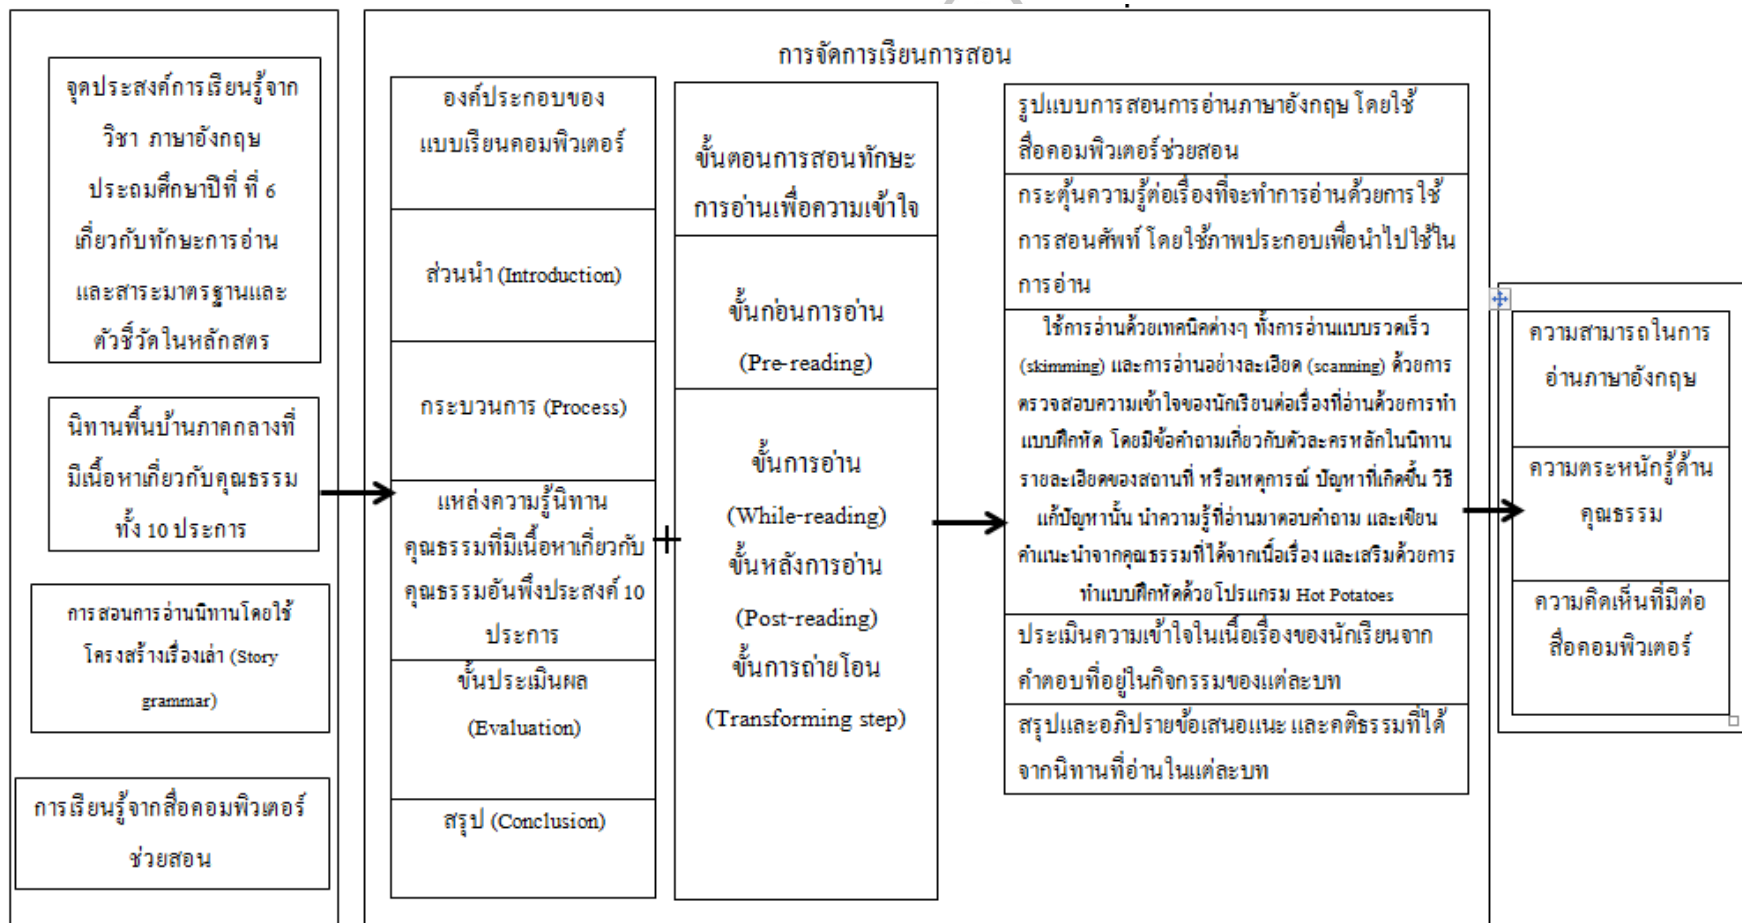 จุดประสงค์การเรียนรู้จาก
วิชา ภาษาอังกฤษ
ประถมศึกษาปีที่ ที่ 6
เกี่ยวกับทักษะการอ่าน
และสาระมาตรฐานและ
ตัวชี้วัดในหลักสตร
นิทานพื้นบ้านภาคกลางที่
มีเนื้อหาเกี่ยวกับคุณธรรม
ทั้ง 10 ประการ
การสอนการอ่านนิทานโดยใช้
โครงสร้างเรื่องเล่า (Story
grammar)
การเรียนรู้จากสื่อคอมพิวเตอร์
ช่วยสอน
การจัดการเรียนการสอน
องค์ประกอบของ
แบบเรียนคอมพิวเตอร์
ส่วนนำ (Introduction)
กระบวนการ (Process)
แหล่งความรู้นิทาน
คุณธรรมที่มีเนื้อหาเกี่ยวกับ
คุณธรรมอันพึงประสงค์ 10
ประการ
ขั้นประเมินผล
(Evaluation)
สรุป (Conclusion)
+
ขั้นตอนการสอนทักษะ
การอ่านเพื่อความเข้าใจ
ขั้นก่อนการอ่าน
(Pre-reading)
ขั้นการอ่าน
(While-reading)
ขั้นหลังการอ่าน
(Post-reading)
ขั้นการถ่ายโอน
(Transforming step)
รูปแบบการสอนการอ่านภาษาอังกฤษ โดยใช้
สื่อคอมพิวเตอร์ช่วยสอน
กระตุ้นความรู้ต่อเรื่องที่จะทำการอ่านด้วยการใช้
การสอนศัพท์ โดยใช้ภาพประกอบเพื่อนำไปใช้ใน
การอ่าน
ใช้การอ่านด้วยเทคนิคต่างๆ ทั้งการอ่านแบบรวดเร็ว
(skimming) และการอ่านอย่างละเอียด (scanning) ด้วยการ
ตรวจสอบความเข้าใจของนักเรียนต่อเรื่องที่อ่านด้วยการทำ
แบบฝึกหัด โดยมีข้อคำถามเกี่ยวกับตัวละครหลักในนิทาน
รายละเอียดของสถานที่ หรือเหตุการณ์ ปัญหาที่เกิดขึ้น วิธี
แก้ปัญหานั้น นำความรู้ที่อ่านมาตอบคำถาม และเขียน
คำแนะนำจากคุณธรรมที่ได้จากเนื้อเรื่อง และเสริมด้วยการ
ทำแบบฝึกหัดด้วยโปรแกรม Hot Potatoes
ประเมินความเข้าใจในเนื้อเรื่องของนักเรียนจาก
คำตอบที่อยู่ในกิจกรรมของแต่ละบท
สรุปและอภิปรายข้อเสนอแนะ และคติธรรมที่ได้
จากนิทานที่อ่านในแต่ละบท
ความสามารถในการ
อ่านภาษาอังกฤษ
ความตระหนักรู้ด้าน
คุณธรรม
ความคิดเห็นที่มีต่อ
สื่อคอมพิวเตอร์